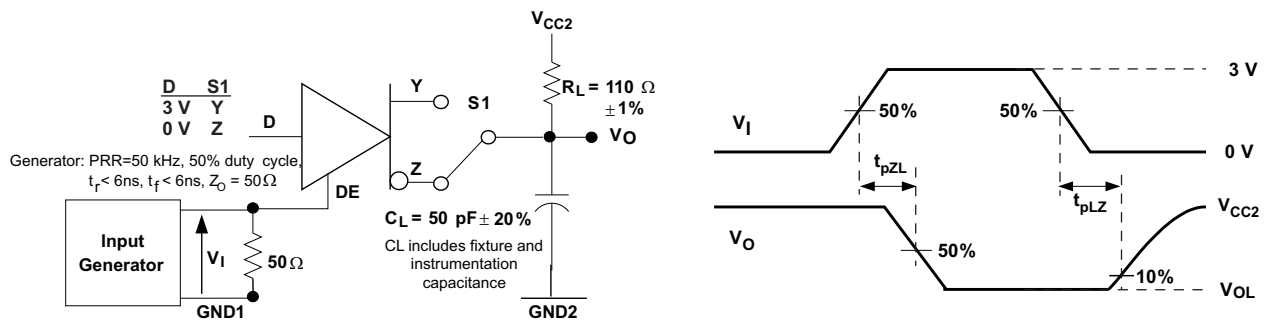 D S1
3 V Y
0 V Z
D
Generator: PRR=50 kHz, 50% duty cycle,
t_r< 6ns, t_f< 6ns, Z_O = 50Ω
DE
Y
Z
S1
V_CC2
R_L = 110 Ω
±1%
V_O
C_L = 50 pF ± 20%
CL includes fixture and
instrumentation
capacitance
GND2
Input
Generator
V_I
50Ω
GND1
V_I
50%
50%
3 V
0 V
t_pZL
t_pLZ
V_O
50%
10%
V_CC2
V_OL